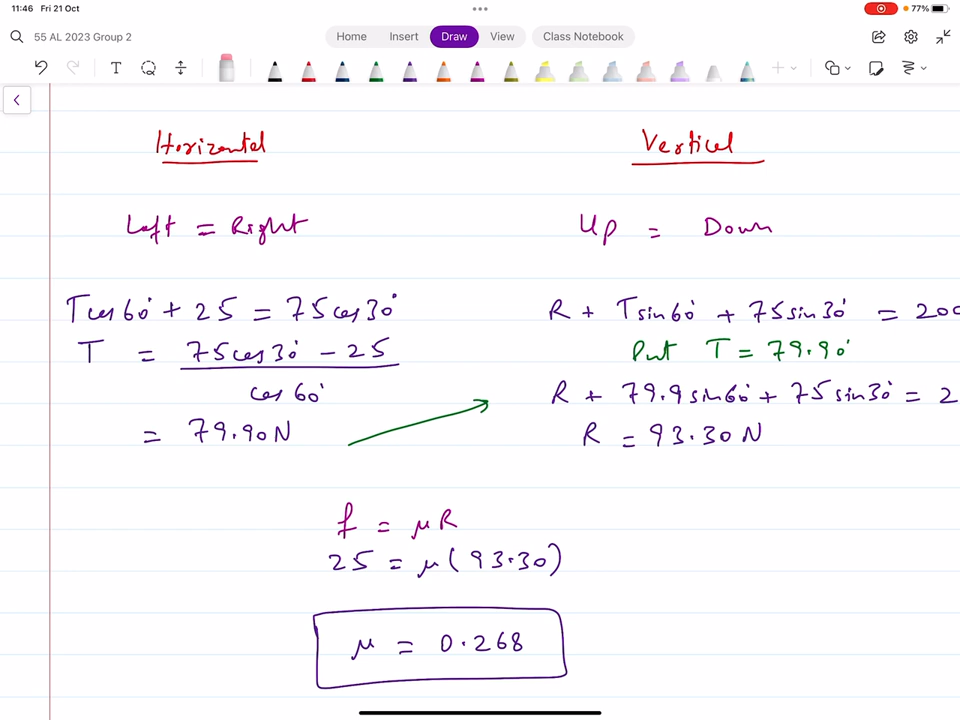 11:46 Fri 21 Oct
77%
55 AL 2023 Group 2
Home Insert Draw View Class Notebook
T
Horizontal
Vertical
Left = Right
Up = Down
Tcos60° + 25 = 75cos30°
R + Tsin60° + 75sin30° = 200
T = 75cos30° - 25
cos60°
Put T = 79.90
R + 79.9sin60° + 75sin30° = 2
= 79.90N
R = 93.30N
f = μR
25 = μ(93.30)
μ = 0.268